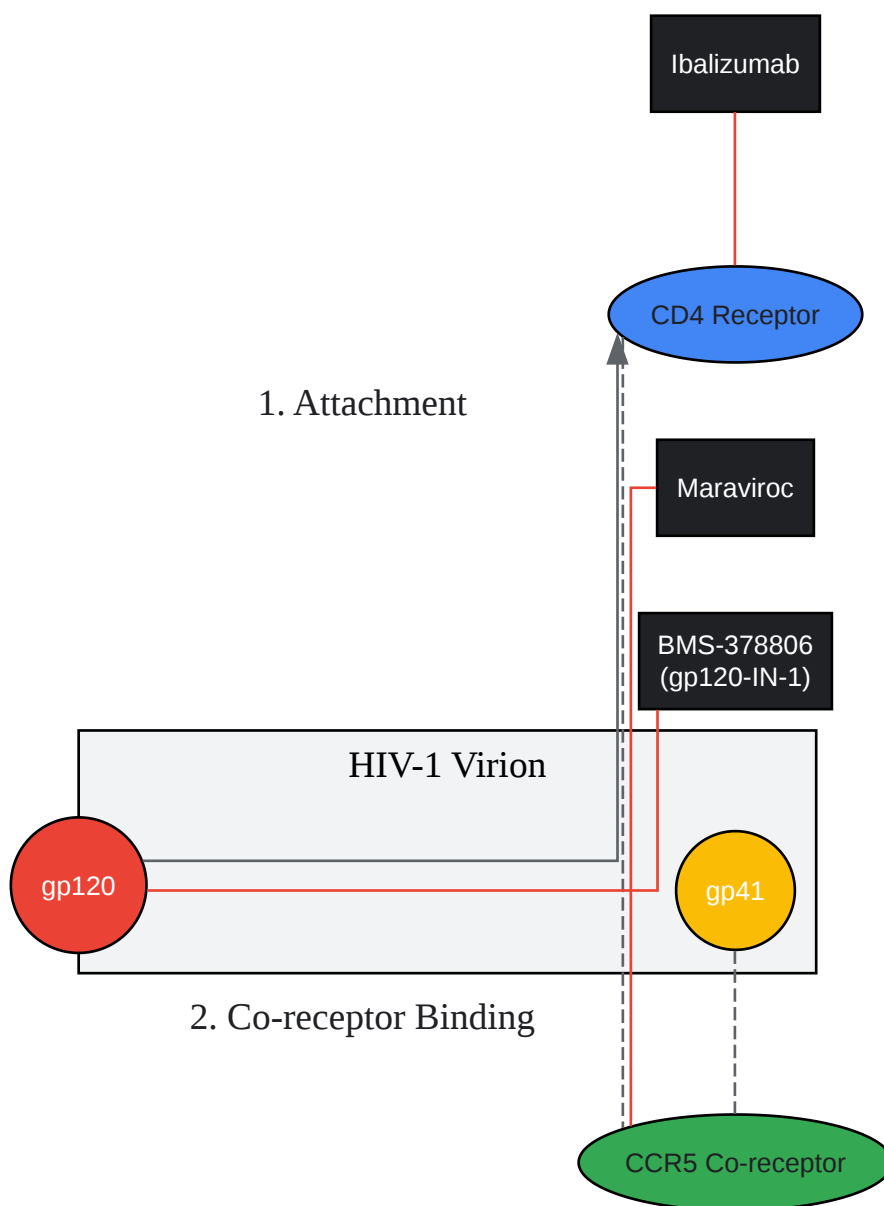 Ibalizumab
CD4 Receptor
1. Attachment
Maraviroc
BMS-378806
(gp120-IN-1)
HIV-1 Virion
gp120
gp41
2. Co-receptor Binding
CCR5 Co-receptor